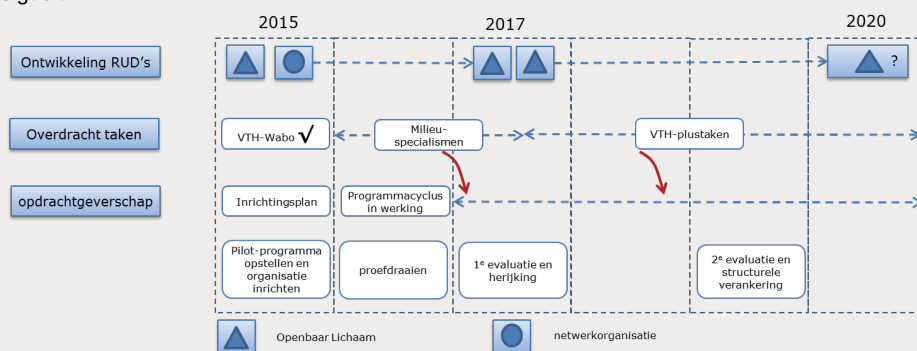 2015
2017
2020
Ontwikkeling RUD's
?
Overdracht taken
VTH-Wabo √
Milieu-
specialismen
VTH-plustaken
opdrachtgeverschap
Inrichtingsplan
Programmacyclus
in werking
Pilot-programma
opstellen en
organisatie
inrichten
proefdraaien
1e evaluatie en
herijking
2e evaluatie en
structurele
verankering
Openbaar Lichaam
netwerkorganisatie